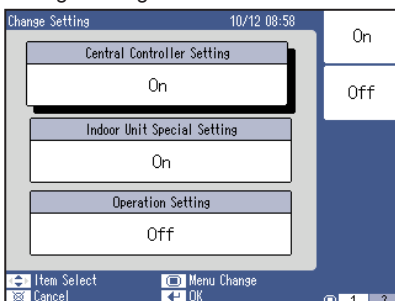 Change Setting 10/12 08:58
On
Off
Central Controller Setting
On
Indoor Unit Special Setting
On
Operation Setting
Off
Item Select Menu Change
Cancel OK
1 2